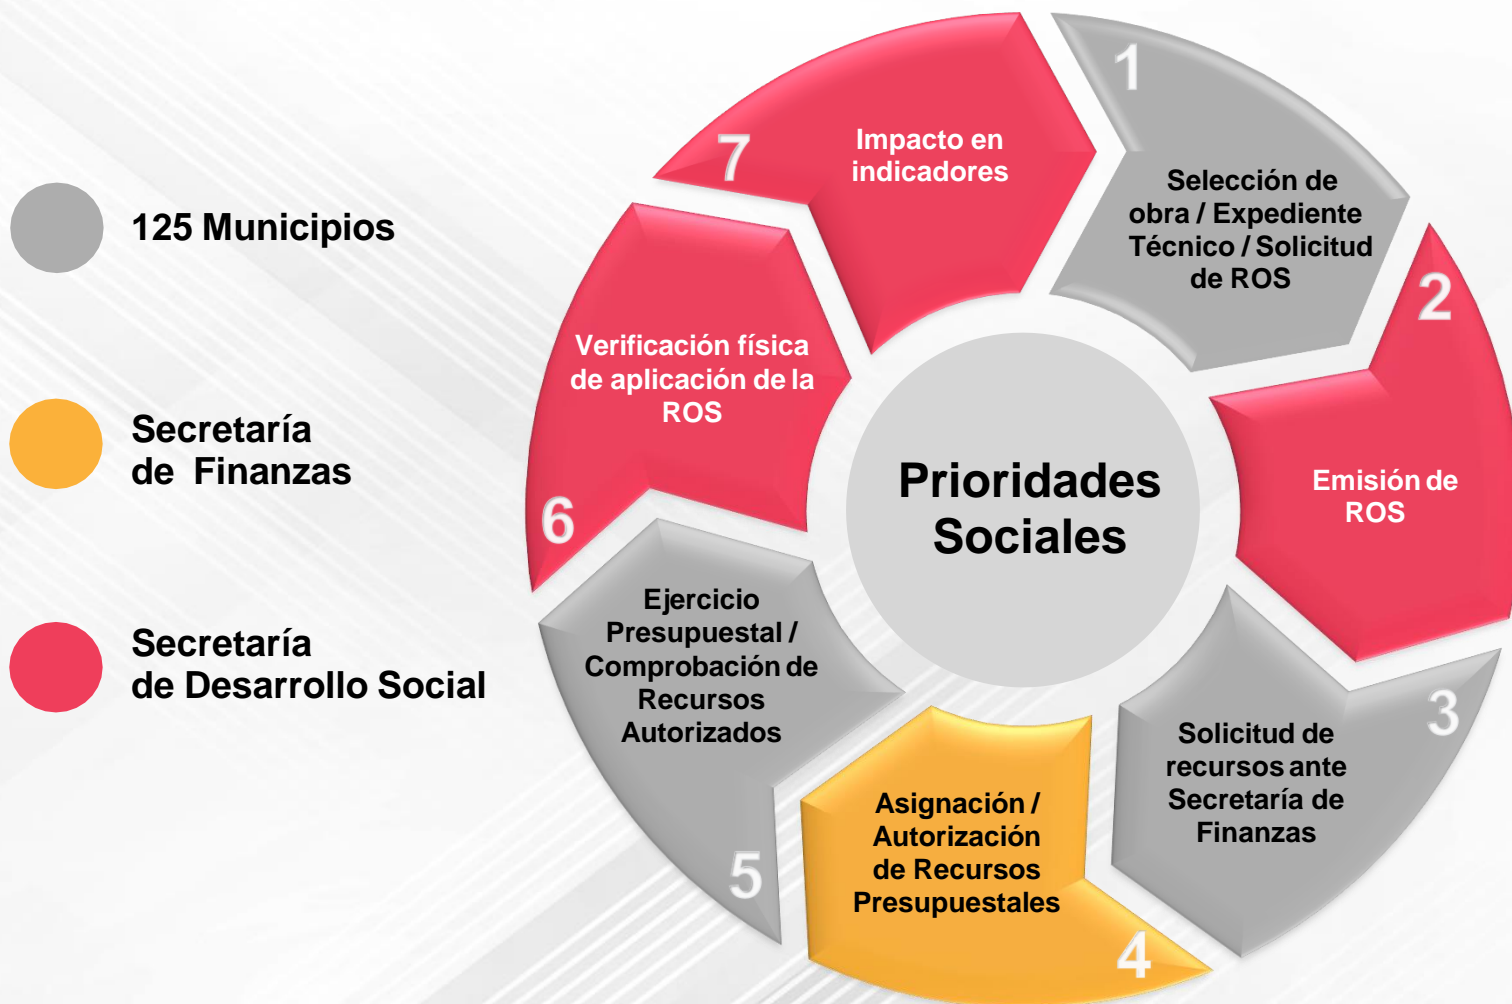 125 Municipios
Secretaría
de Finanzas
Secretaría
de Desarrollo Social
Prioridades
Sociales
1
Selección de
obra / Expediente
Técnico / Solicitud
de ROS
2
Emisión de
ROS
3
Solicitud de
recursos ante
Secretaría de
Finanzas
4
Asignación /
Autorización
de Recursos
Presupuestales
5
Ejercicio
Presupuestal /
Comprobación de
Recursos
Autorizados
6
Verificación física
de aplicación de la
ROS
7
Impacto en
indicadores